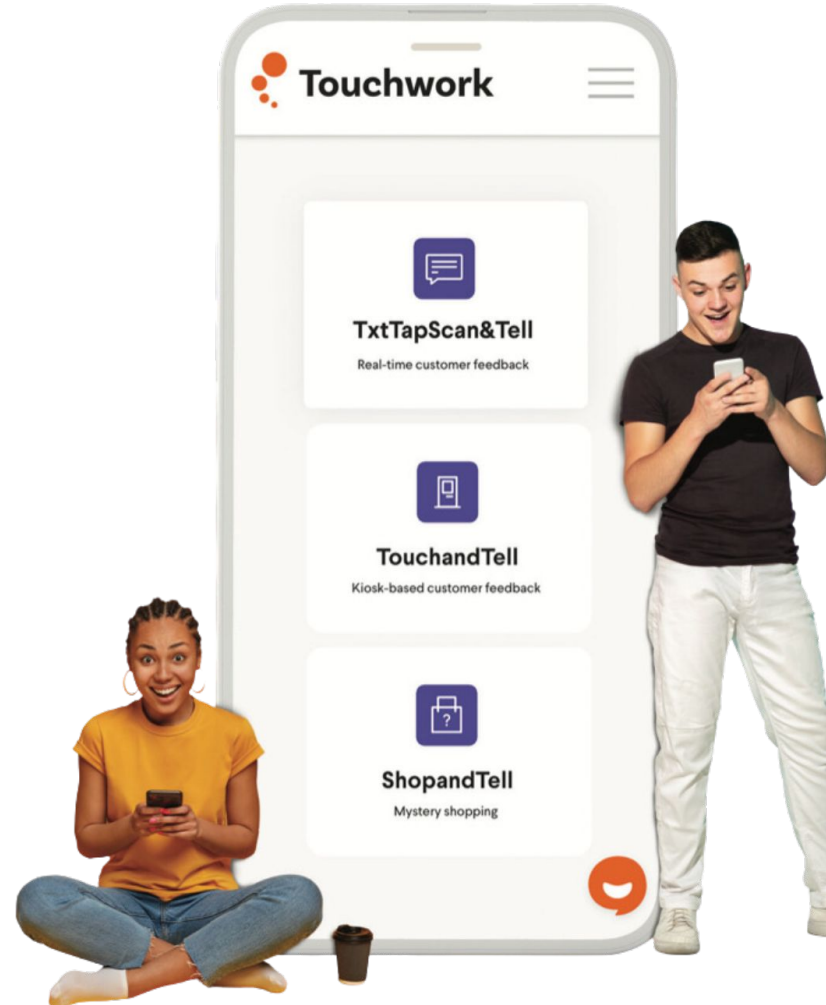 Touchwork
TxtTapScan&Tell
Real-time customer feedback
TouchandTell
Kiosk-based customer feedback
?
ShopandTell
Mystery shopping